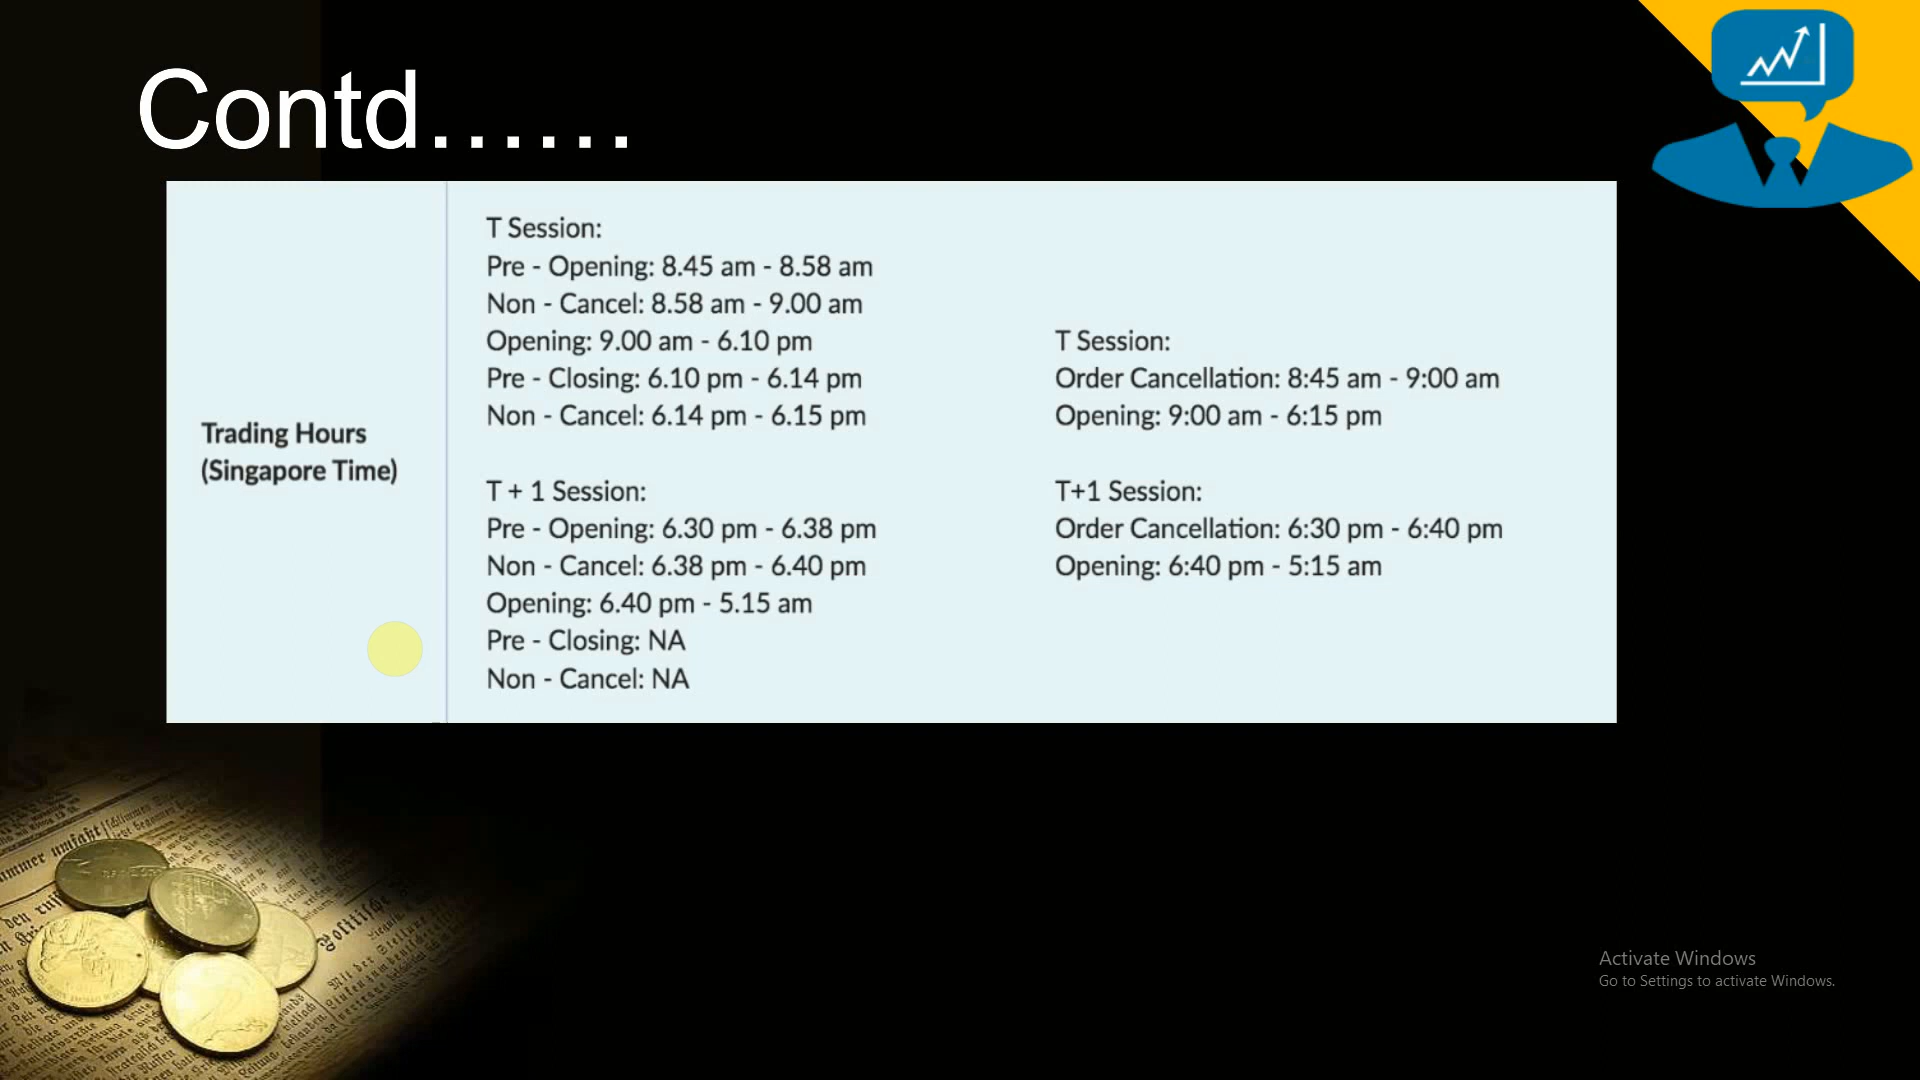 Contd......
Trading Hours
(Singapore Time)
T Session:
Pre - Opening: 8.45 am - 8.58 am
Non - Cancel: 8.58 am - 9.00 am
Opening: 9.00 am - 6.10 pm
Pre - Closing: 6.10 pm - 6.14 pm
Non - Cancel: 6.14 pm - 6.15 pm
T + 1 Session:
Pre - Opening: 6.30 pm - 6.38 pm
Non - Cancel: 6.38 pm - 6.40 pm
Opening: 6.40 pm - 5.15 am
Pre - Closing: NA
Non - Cancel: NA
T Session:
Order Cancellation: 8:45 am - 9:00 am
Opening: 9:00 am - 6:15 pm
T+1 Session:
Order Cancellation: 6:30 pm - 6:40 pm
Opening: 6:40 pm - 5:15 am
Activate Windows
Go to Settings to activate Windows.